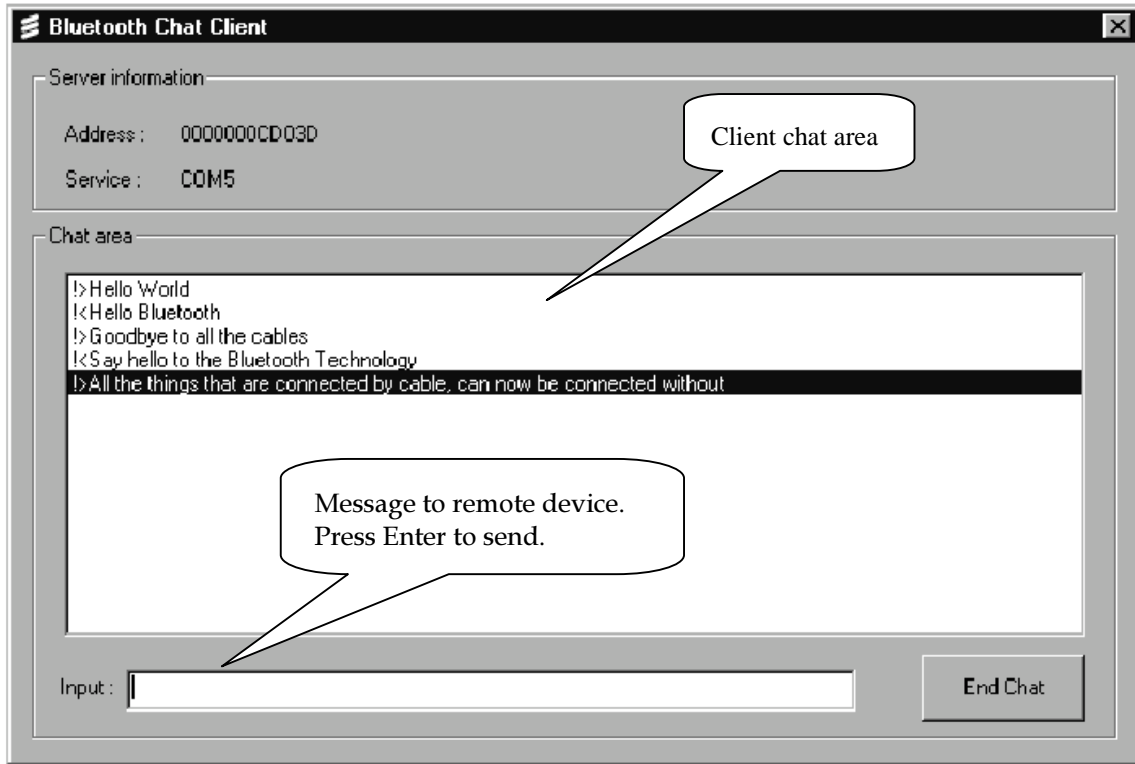 Bluetooth Chat Client
Server information
Address : 0000000CD03D
Service : COM5
Client chat area
Chat area
!>Hello World
!<Hello Bluetooth
!>Goodbye to all the cables
!<Say hello to the Bluetooth Technology
!>All the things that are connected by cable, can now be connected without
Message to remote device.
Press Enter to send.
Input :
End Chat